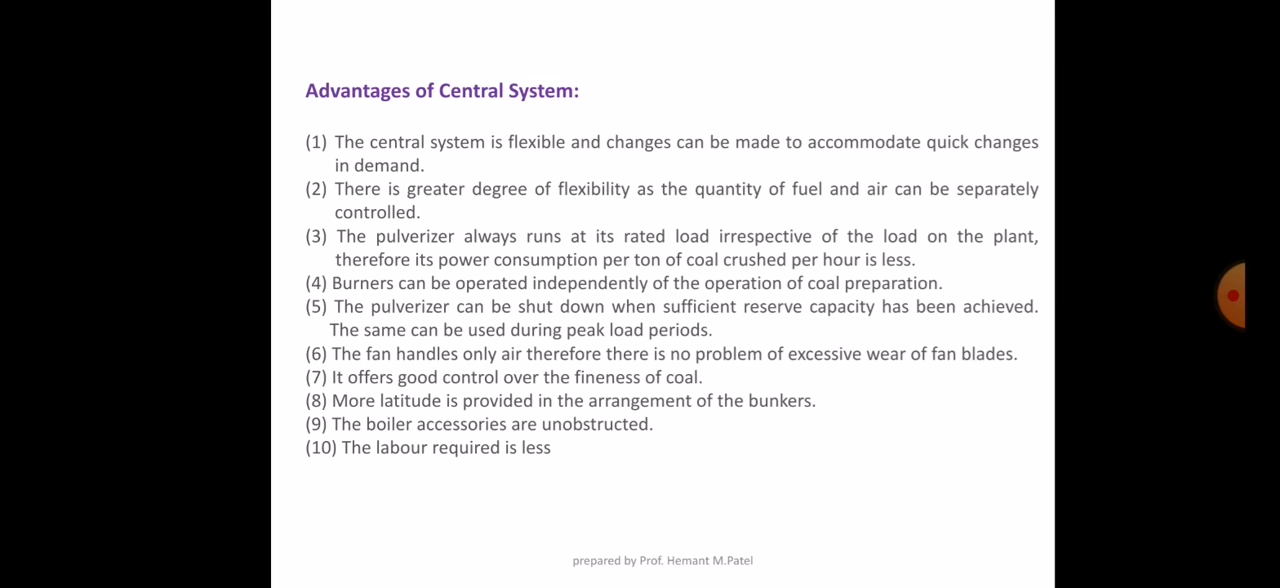 Advantages of Central System:
(1) The central system is flexible and changes can be made to accommodate quick changes
in demand.
(2) There is greater degree of flexibility as the quantity of fuel and air can be separately
controlled.
(3) The pulverizer always runs at its rated load irrespective of the load on the plant,
therefore its power consumption per ton of coal crushed per hour is less.
(4) Burners can be operated independently of the operation of coal preparation.
(5) The pulverizer can be shut down when sufficient reserve capacity has been achieved.
The same can be used during peak load periods.
(6) The fan handles only air therefore there is no problem of excessive wear of fan blades.
(7) It offers good control over the fineness of coal.
(8) More latitude is provided in the arrangement of the bunkers.
(9) The boiler accessories are unobstructed.
(10) The labour required is less
prepared by Prof. Hemant M.Patel